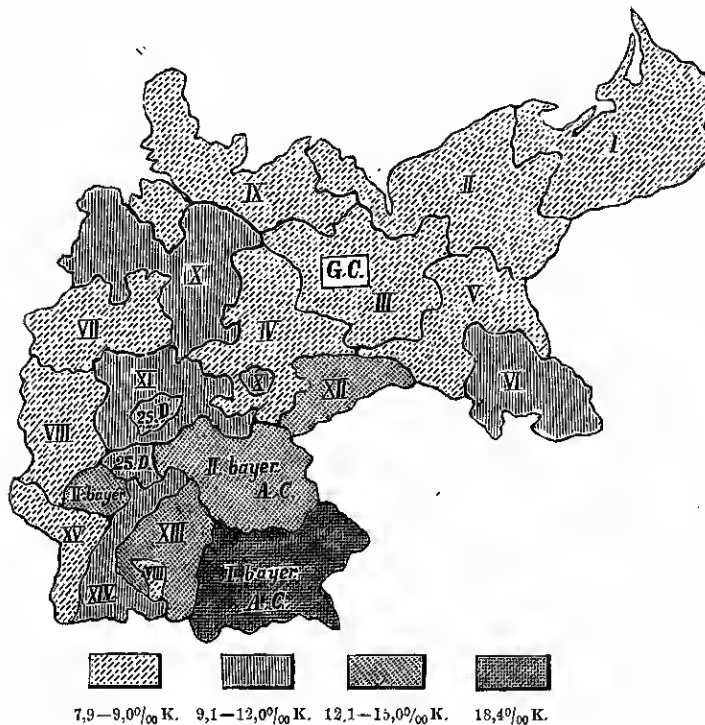 I
II
IX
G.C.
X
III
V
IV
VII
XI
X
XII
VI
25.D.
VIII
25.D.
II. bayer.
A.C.
II. bayer.
XV
XIII
I. bayer.
A.C.
VIII
XIV
7,9—9,0‰ K. 9,1—12,0‰ K. 12,1—15,0‰ K. 18,4‰ K.